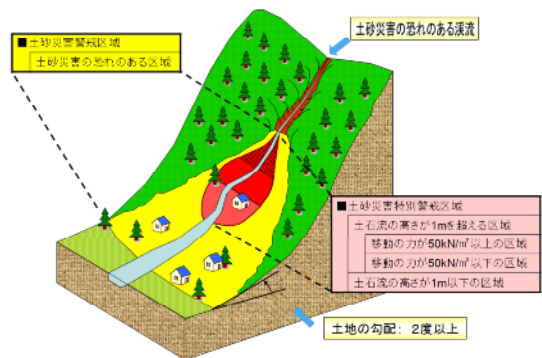 土砂災害の恐れのある渓流
■土砂災害警戒区域
土砂災害の恐れのある区域
■土砂災害特別警戒区域
土石流の高さが1mを超える区域
移動の力が50kN/㎡以上の区域
移動の力が50kN/㎡以下の区域
土石流の高さが1m以下の区域
土地の勾配: 2度以上